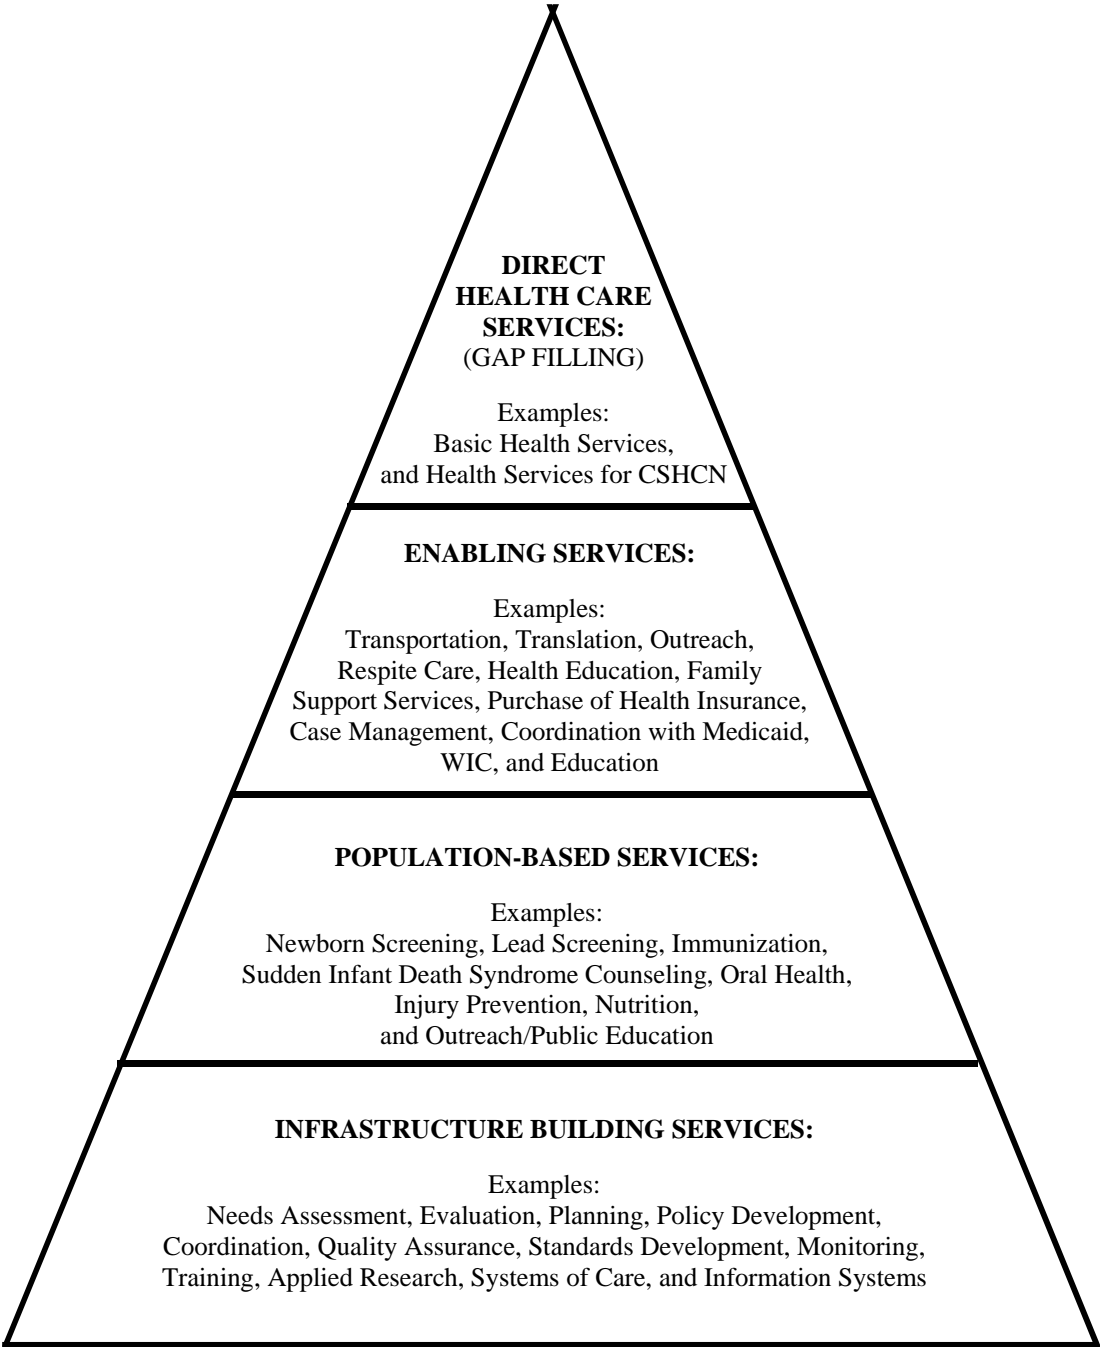 DIRECT
HEALTH CARE
SERVICES:
(GAP FILLING)
Examples:
Basic Health Services,
and Health Services for CSHCN
ENABLING SERVICES:
Examples:
Transportation, Translation, Outreach,
Respite Care, Health Education, Family
Support Services, Purchase of Health Insurance,
Case Management, Coordination with Medicaid,
WIC, and Education
POPULATION-BASED SERVICES:
Examples:
Newborn Screening, Lead Screening, Immunization,
Sudden Infant Death Syndrome Counseling, Oral Health,
Injury Prevention, Nutrition,
and Outreach/Public Education
INFRASTRUCTURE BUILDING SERVICES:
Examples:
Needs Assessment, Evaluation, Planning, Policy Development,
Coordination, Quality Assurance, Standards Development, Monitoring,
Training, Applied Research, Systems of Care, and Information Systems